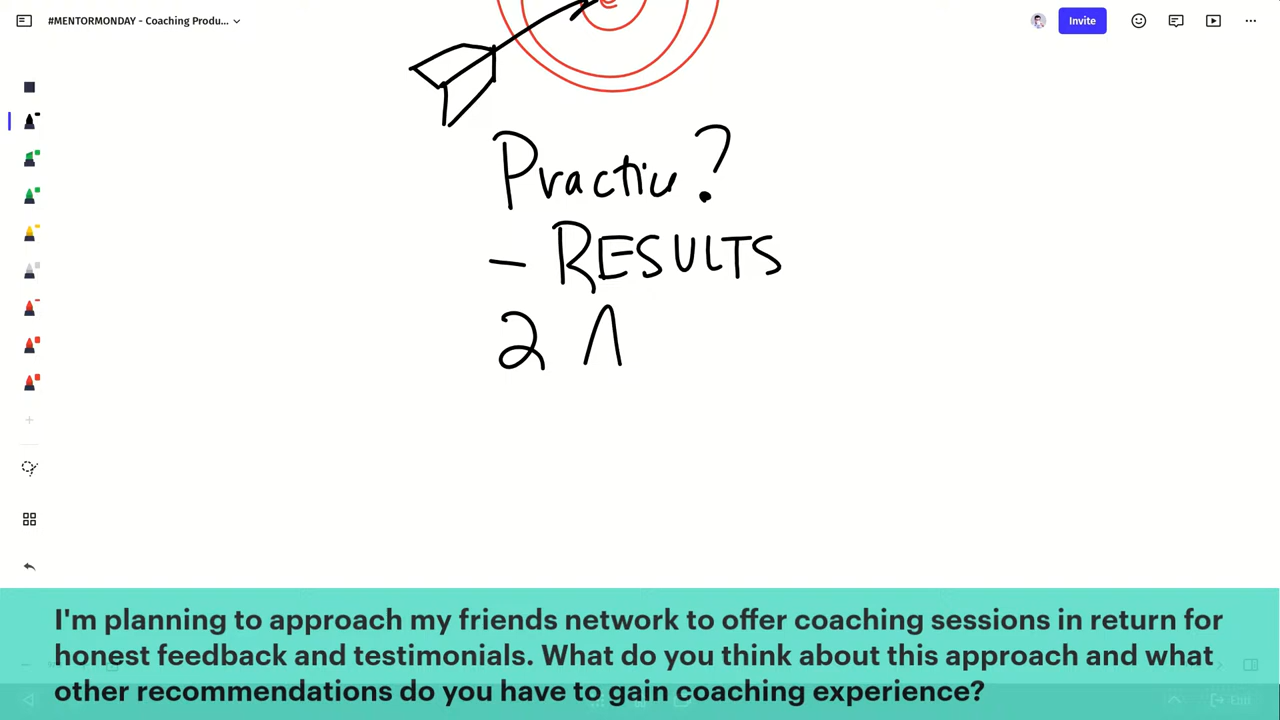 #MENTORMONDAY - Coaching Produ...
Invite
e
Practice?
- RESULTS
2
I'm planning to approach my friends network to offer coaching sessions in return for
honest feedback and testimonials. What do you think about this approach and what
other recommendations do you have to gain coaching experience?